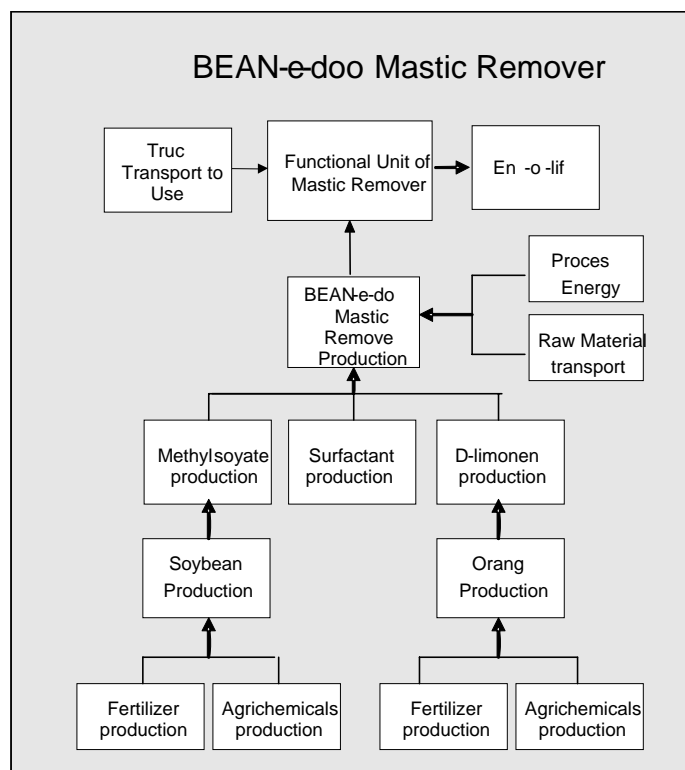 BEAN-e-doo Mastic Remover
Truc
Transport to
Use
Functional Unit of
Mastic Remover
En -o -lif
BEAN-e-do
Mastic
Remove
Production
Proces
Energy
Raw Material
transport
Methylsoyate
production
Surfactant
production
D-limonen
production
Soybean
Production
Orang
Production
Fertilizer
production
Agrichemicals
production
Fertilizer
production
Agrichemicals
production